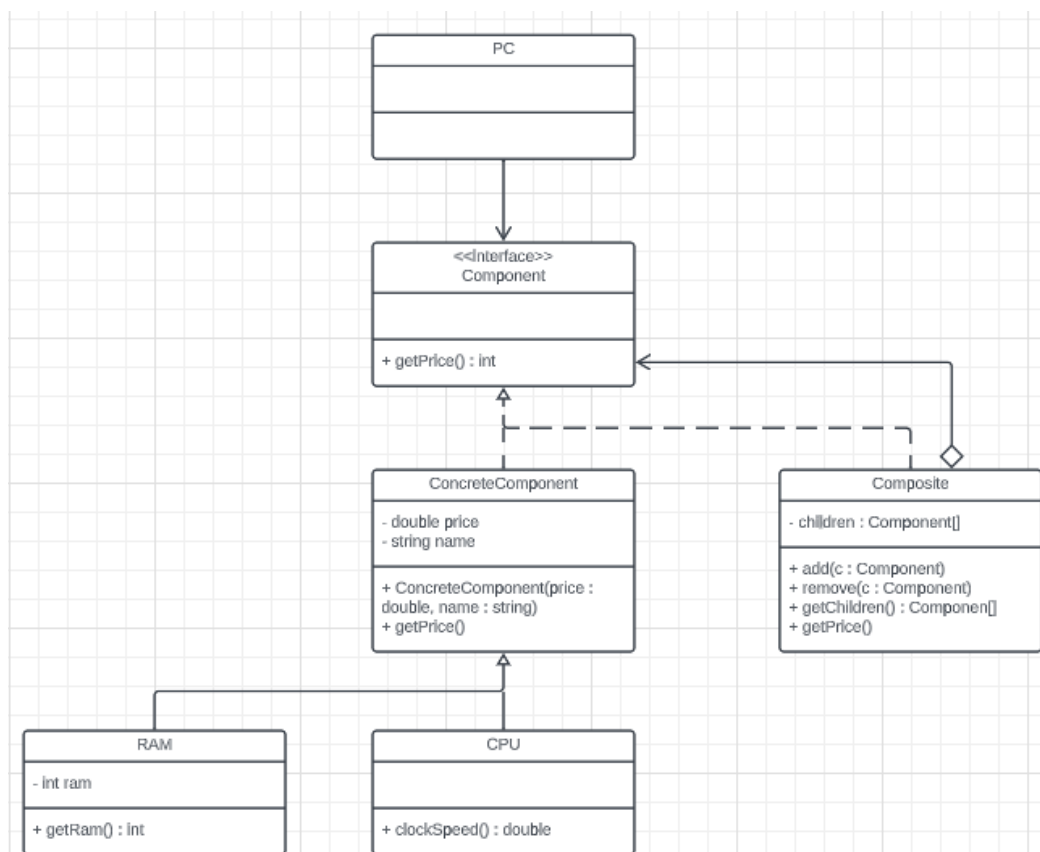 PC
<<Interface>>
Component
+ getPrice() : int
ConcreteComponent
- double price
- string name
+ ConcreteComponent(price :
double, name : string)
+ getPrice()
Composite
- children : Component[]
+ add(c : Component)
+ remove(c : Component)
+ getChildren() : Componen[]
+ getPrice()
RAM
- int ram
+ getRam() : int
CPU
+ clockSpeed() : double